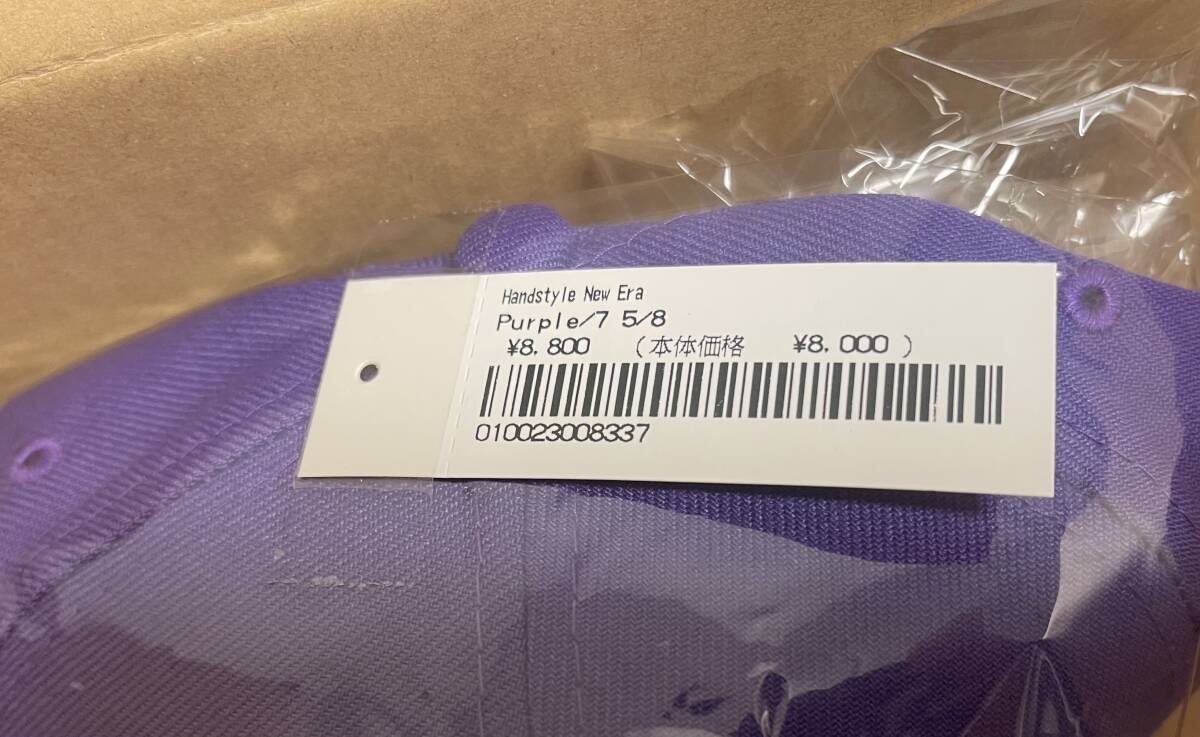 Handstyle New Era
Purple/7 5/8
¥8,800 (本体価格 ¥8,000 )
010023008337